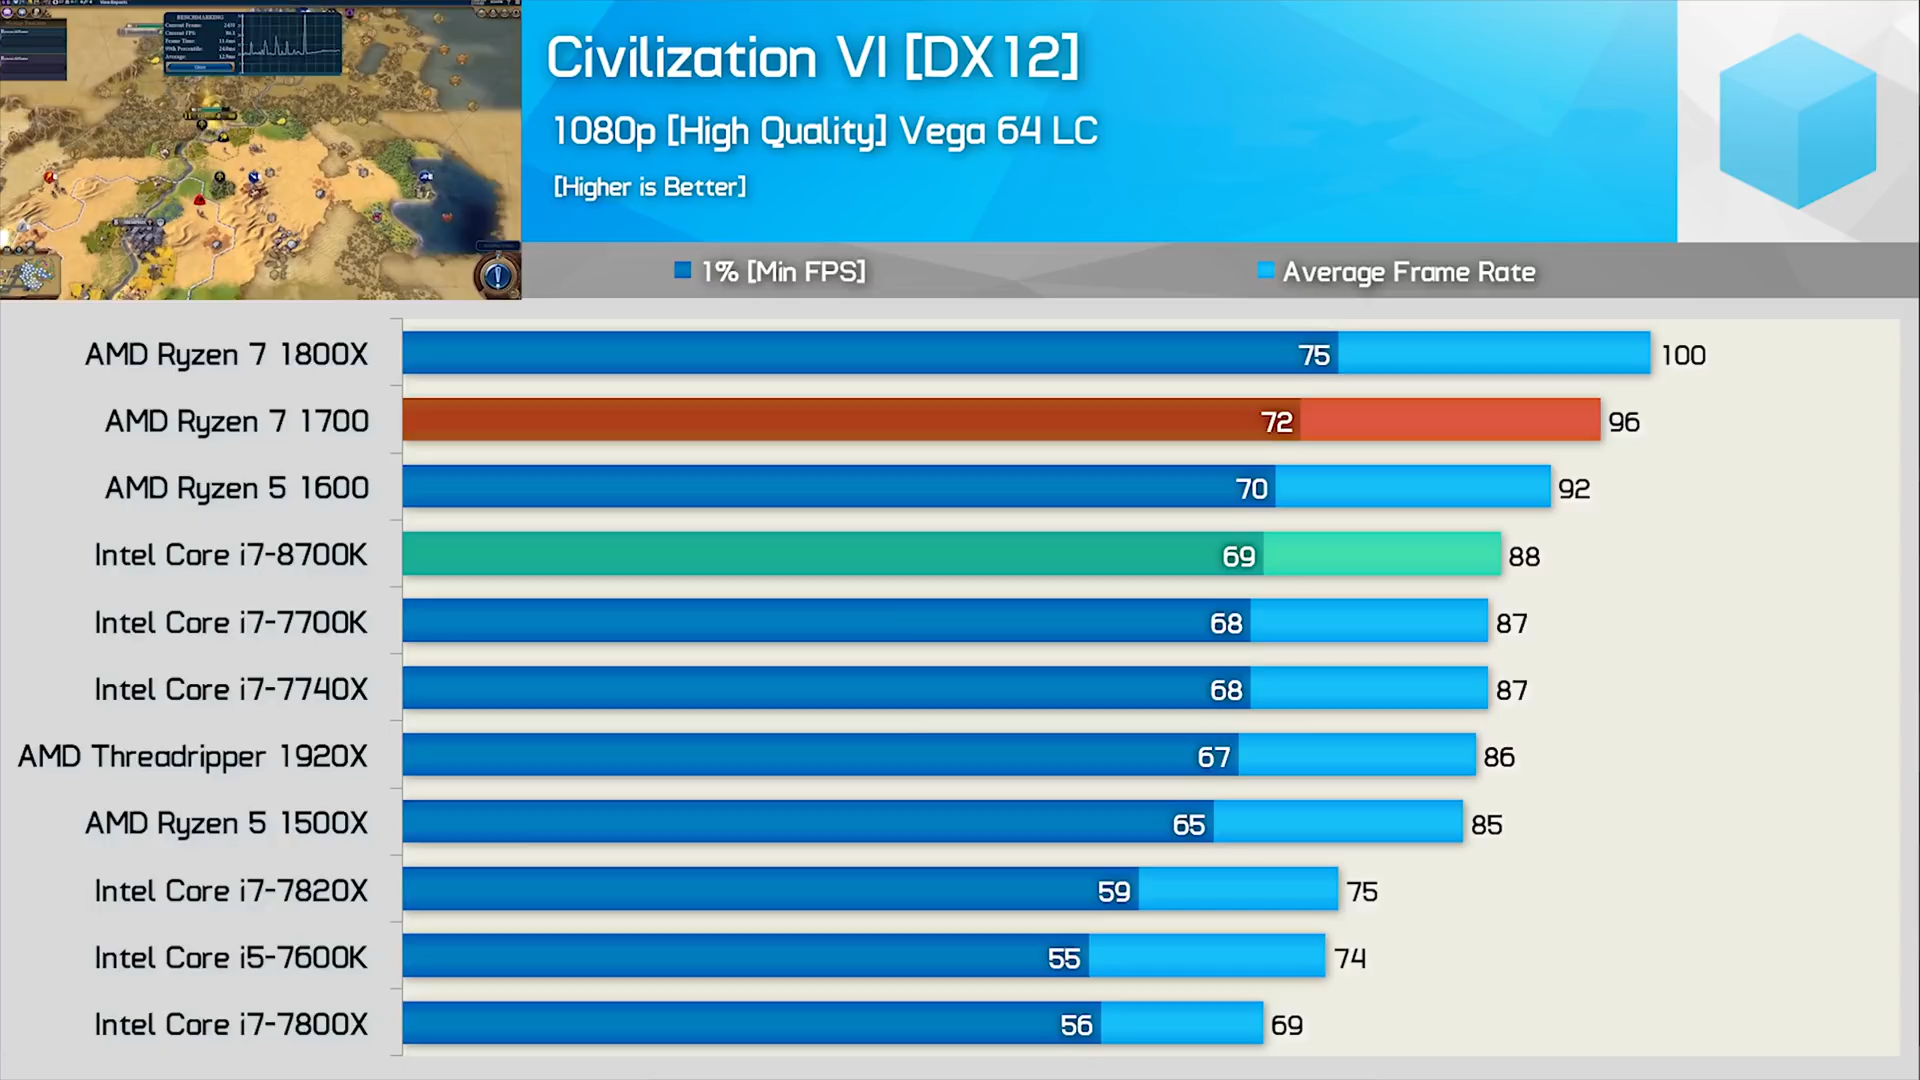 BENCHMARKING
Civilization VI [DX12]
1080p [High Quality] Vega 64 LC
[Higher is Better]
1% [Min FPS]
Average Frame Rate
AMD Ryzen 7 1800X 75 100
AMD Ryzen 7 1700 72 96
AMD Ryzen 5 1600 70 92
Intel Core i7-8700K 69 88
Intel Core i7-7700K 68 87
Intel Core i7-7740X 68 87
AMD Threadripper 1920X 67 86
AMD Ryzen 5 1500X 65 85
Intel Core i7-7820X 59 75
Intel Core i5-7600K 55 74
Intel Core i7-7800X 56 69